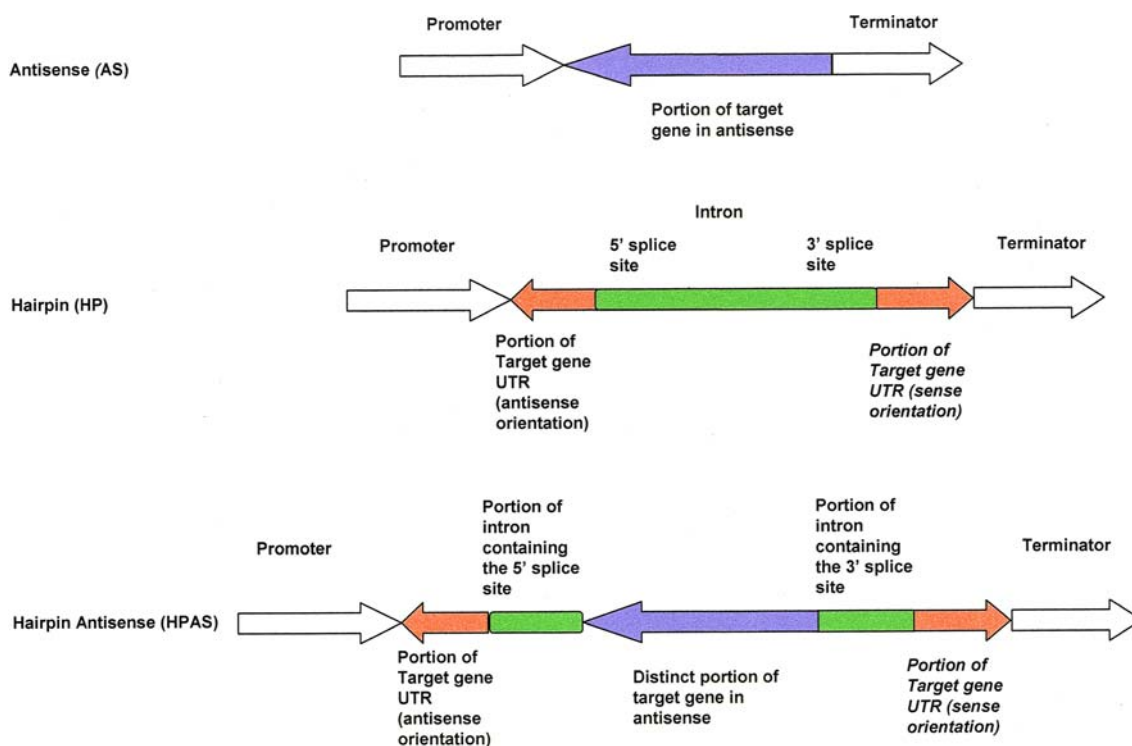 Promoter
Terminator
Antisense (AS)
Portion of target
gene in antisense
Intron
Promoter
5' splice
site
3' splice
site
Terminator
Hairpin (HP)
Portion of
Target gene
UTR
(antisense
orientation)
Portion of
Target gene
UTR (sense
orientation)
Promoter
Portion of
intron
containing
the 5' splice
site
Portion of
intron
containing
the 3' splice
site
Terminator
Hairpin Antisense (HPAS)
Portion of
Target gene
UTR
(antisense
orientation)
Distinct portion of
target gene in
antisense
Portion of
Target gene
UTR (sense
orientation)